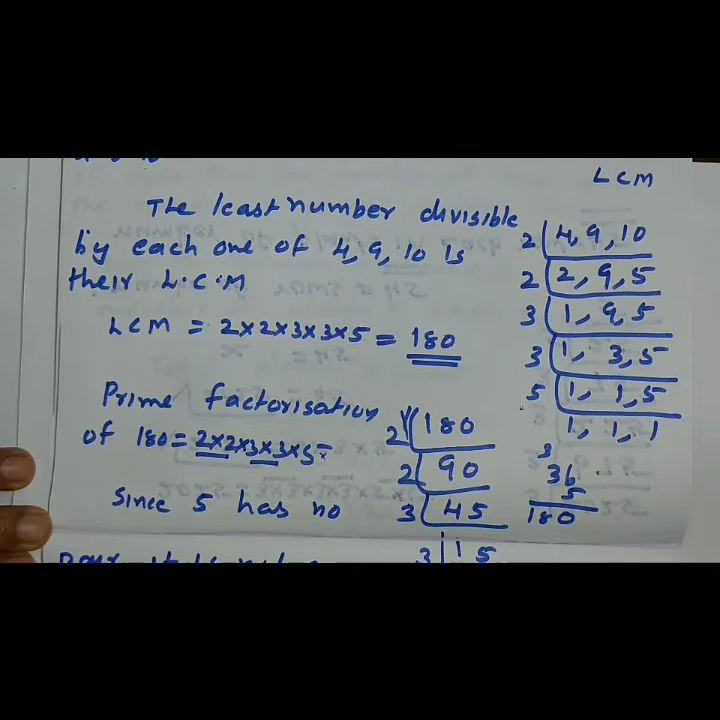 LCM
The least number divisible
by each one of 4, 9, 10 is
their L.C.M
LCM = 2×2×3×3×5 = 180
2 | 4, 9, 10
2 | 2, 9, 5
3 | 1, 9, 5
3 | 1, 3, 5
5 | 1, 1, 5
1, 1, 1
3
36
5
180
Prime factorisation
of 180 = 2×2×3×3×5
×
Since 5 has no
2 | 180
2 | 90
3 | 45
3 | 15